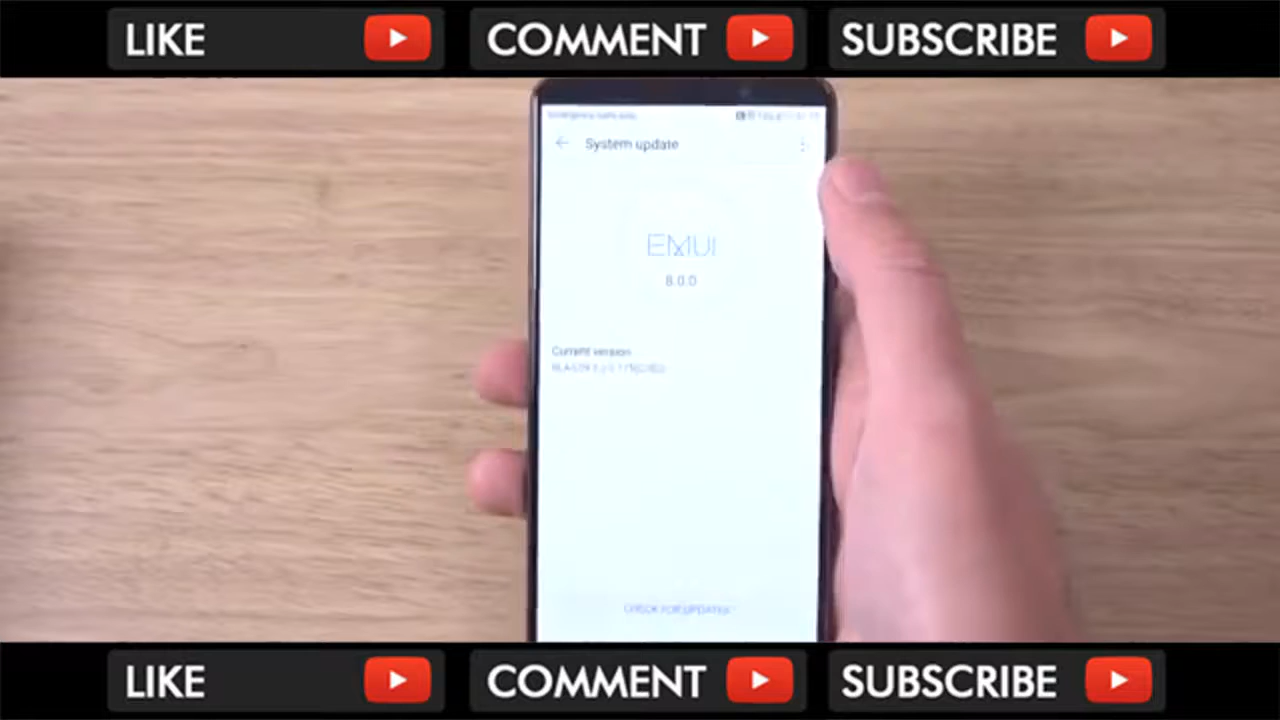 LIKE COMMENT SUBSCRIBE
System update
EMUI
8.0.0
Current version
CHECK FOR UPDATES
LIKE COMMENT SUBSCRIBE